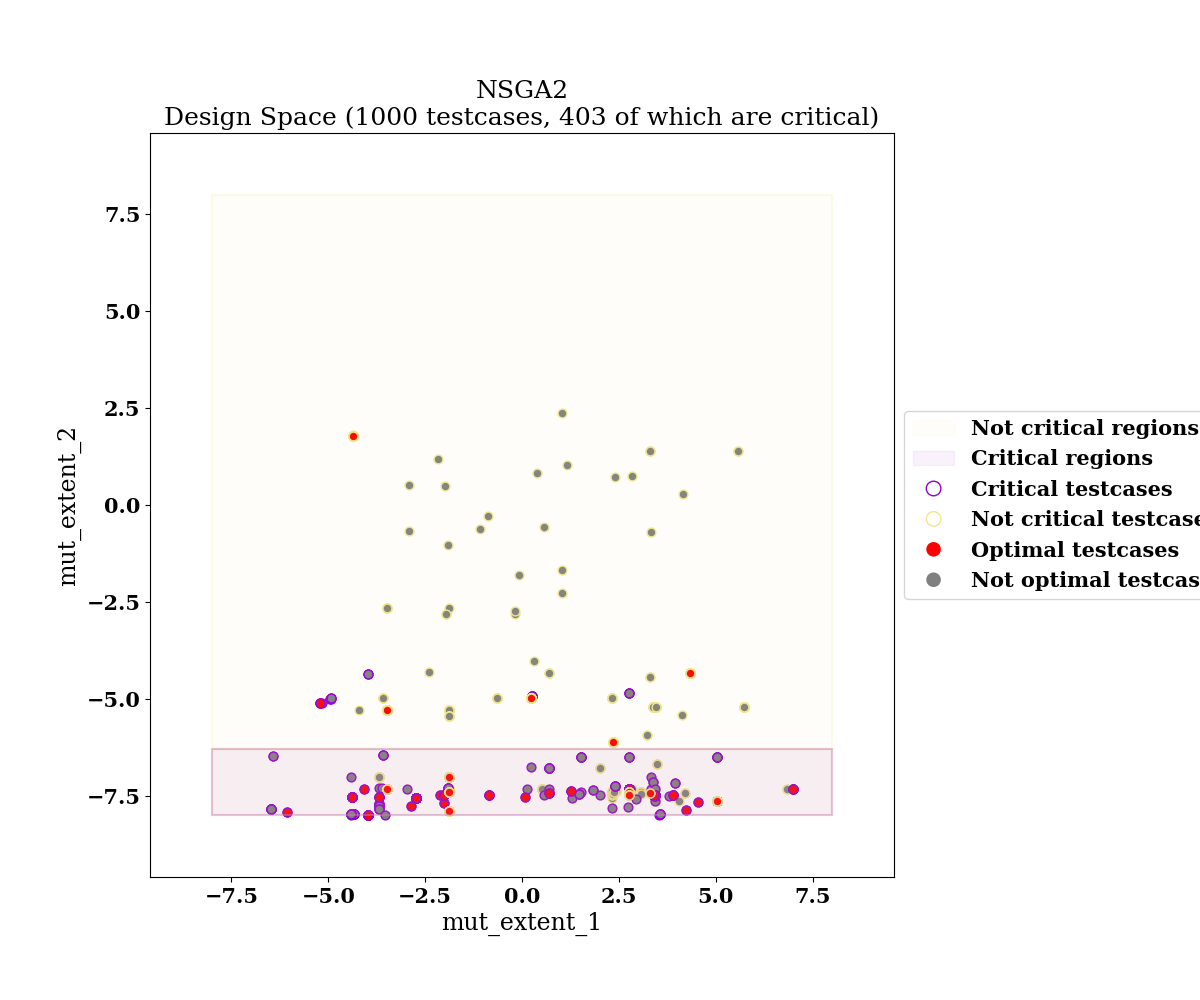 NSGA2
Design Space (1000 testcases, 403 of which are critical)
7.5
5.0
2.5
0.0
−2.5
−5.0
−7.5
mut_extent_2
−7.5 −5.0 −2.5 0.0 2.5 5.0 7.5
mut_extent_1
Not critical regions
Critical regions
Critical testcases
Not critical testcase
Optimal testcases
Not optimal testcas